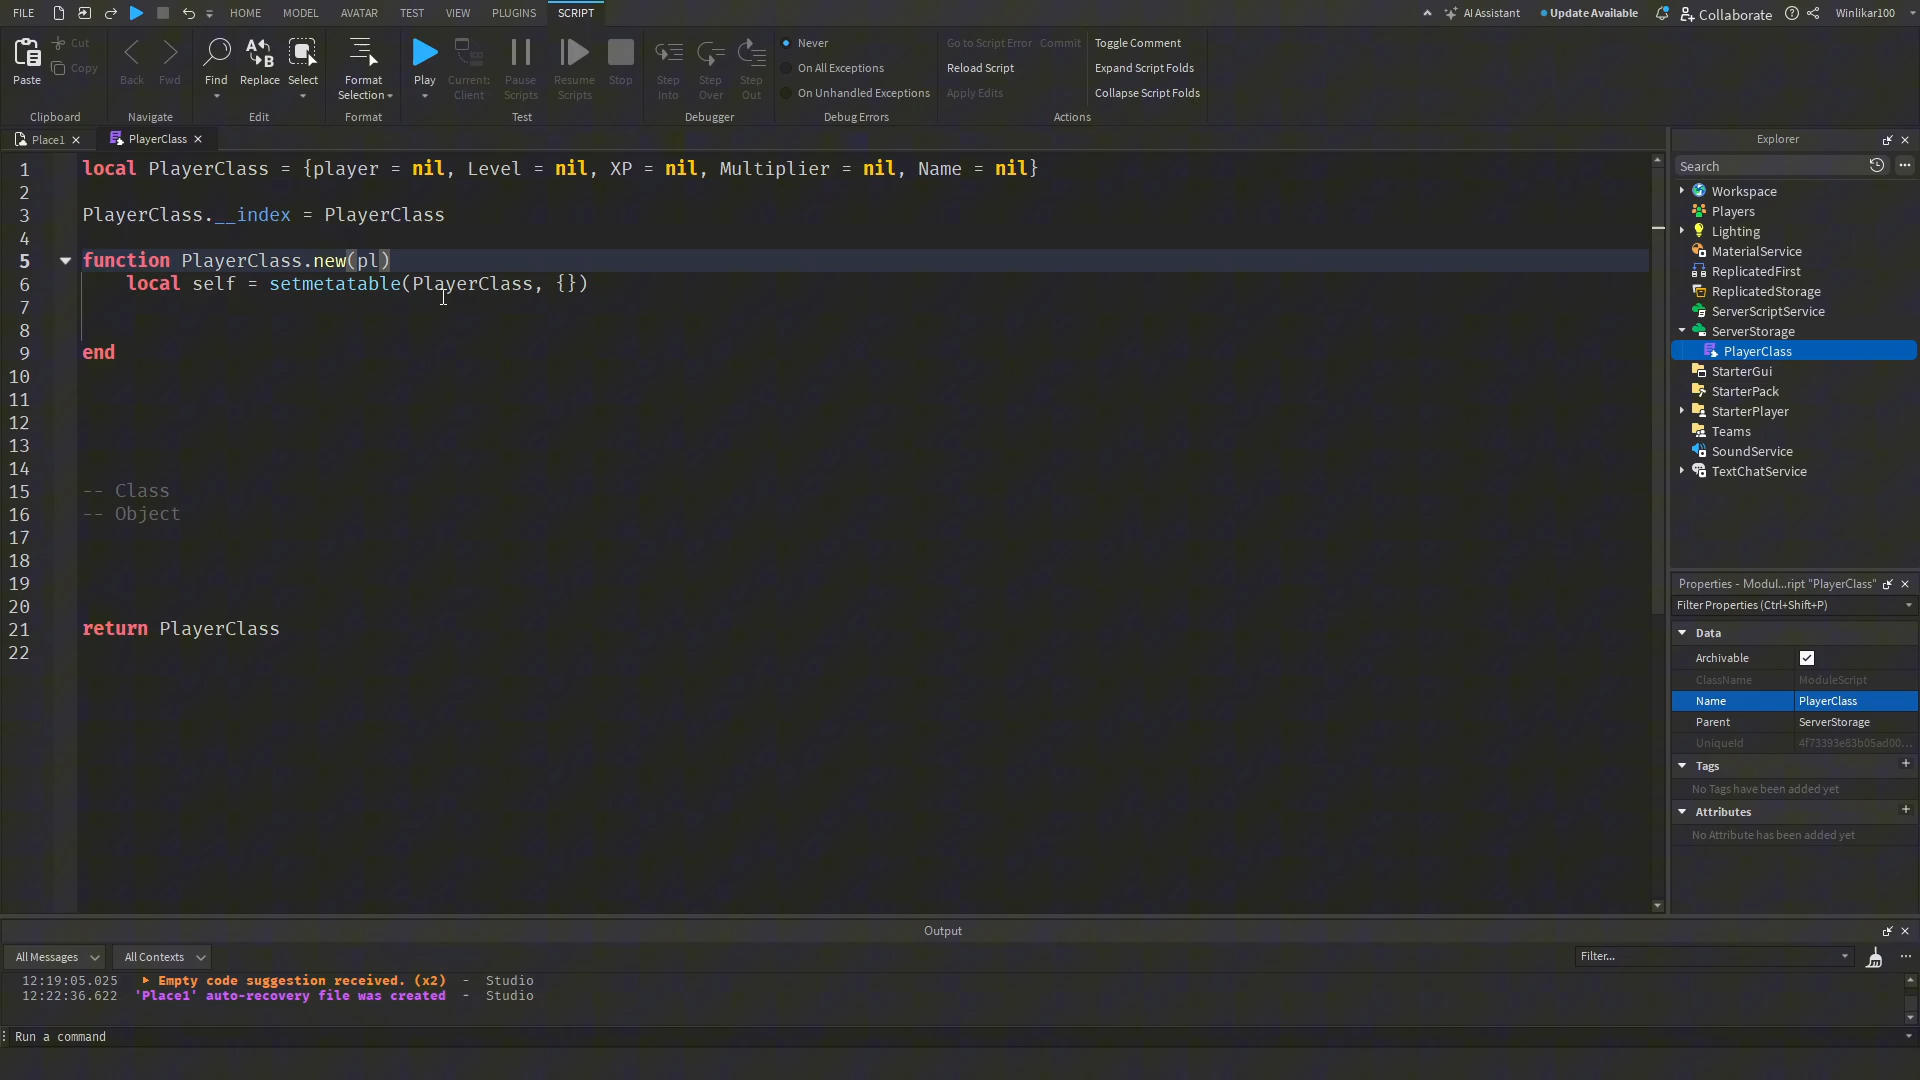 FILE HOME MODEL AVATAR TEST VIEW PLUGINS SCRIPT AI Assistant Update Available Collaborate Winlikar100
Paste Cut Copy Back Fwd Find Replace Select Format Selection Play Current: Client Pause Scripts Resume Scripts Stop Step Into Step Over Step Out
Never
On All Exceptions
On Unhandled Exceptions
Go to Script Error Commit
Reload Script
Apply Edits
Toggle Comment
Expand Script Folds
Collapse Script Folds
Clipboard Navigate Edit Format Test Debugger Debug Errors Actions
Place1 PlayerClass
1 local PlayerClass = {player = nil, Level = nil, XP = nil, Multiplier = nil, Name = nil}
2
3 PlayerClass.__index = PlayerClass
4
5 function PlayerClass.new(pl)
6 local self = setmetatable(PlayerClass, {})
7
8
9 end
10
11
12
13
14
15 -- Class
16 -- Object
17
18
19
20
21 return PlayerClass
22
Explorer
Search
Workspace
Players
Lighting
MaterialService
ReplicatedFirst
ReplicatedStorage
ServerScriptService
ServerStorage
PlayerClass
StarterGui
StarterPack
StarterPlayer
Teams
SoundService
TextChatService
Properties - Modul...ript "PlayerClass"
Filter Properties (Ctrl+Shift+P)
Data
Archivable
ClassName ModuleScript
Name PlayerClass
Parent ServerStorage
UniqueId 4f73393e83b05ad00...
Tags
No Tags have been added yet
Attributes
No Attribute has been added yet
Output
All Messages All Contexts Filter...
12:19:05.025 Empty code suggestion received. (x2) - Studio
12:22:36.622 'Place1' auto-recovery file was created - Studio
Run a command